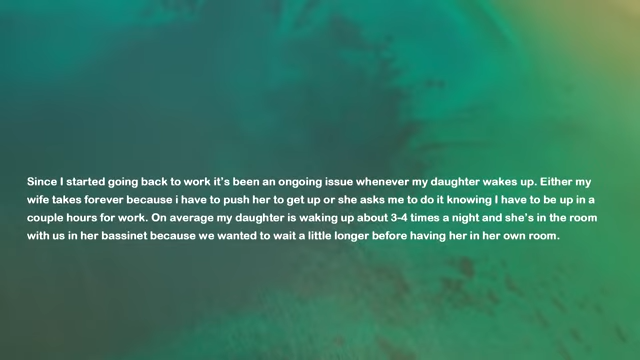 Since I started going back to work it's been an ongoing issue whenever my daughter wakes up. Either my
wife takes forever because i have to push her to get up or she asks me to do it knowing I have to be up in a
couple hours for work. On average my daughter is waking up about 3-4 times a night and she's in the room
with us in her bassinet because we wanted to wait a little longer before having her in her own room.